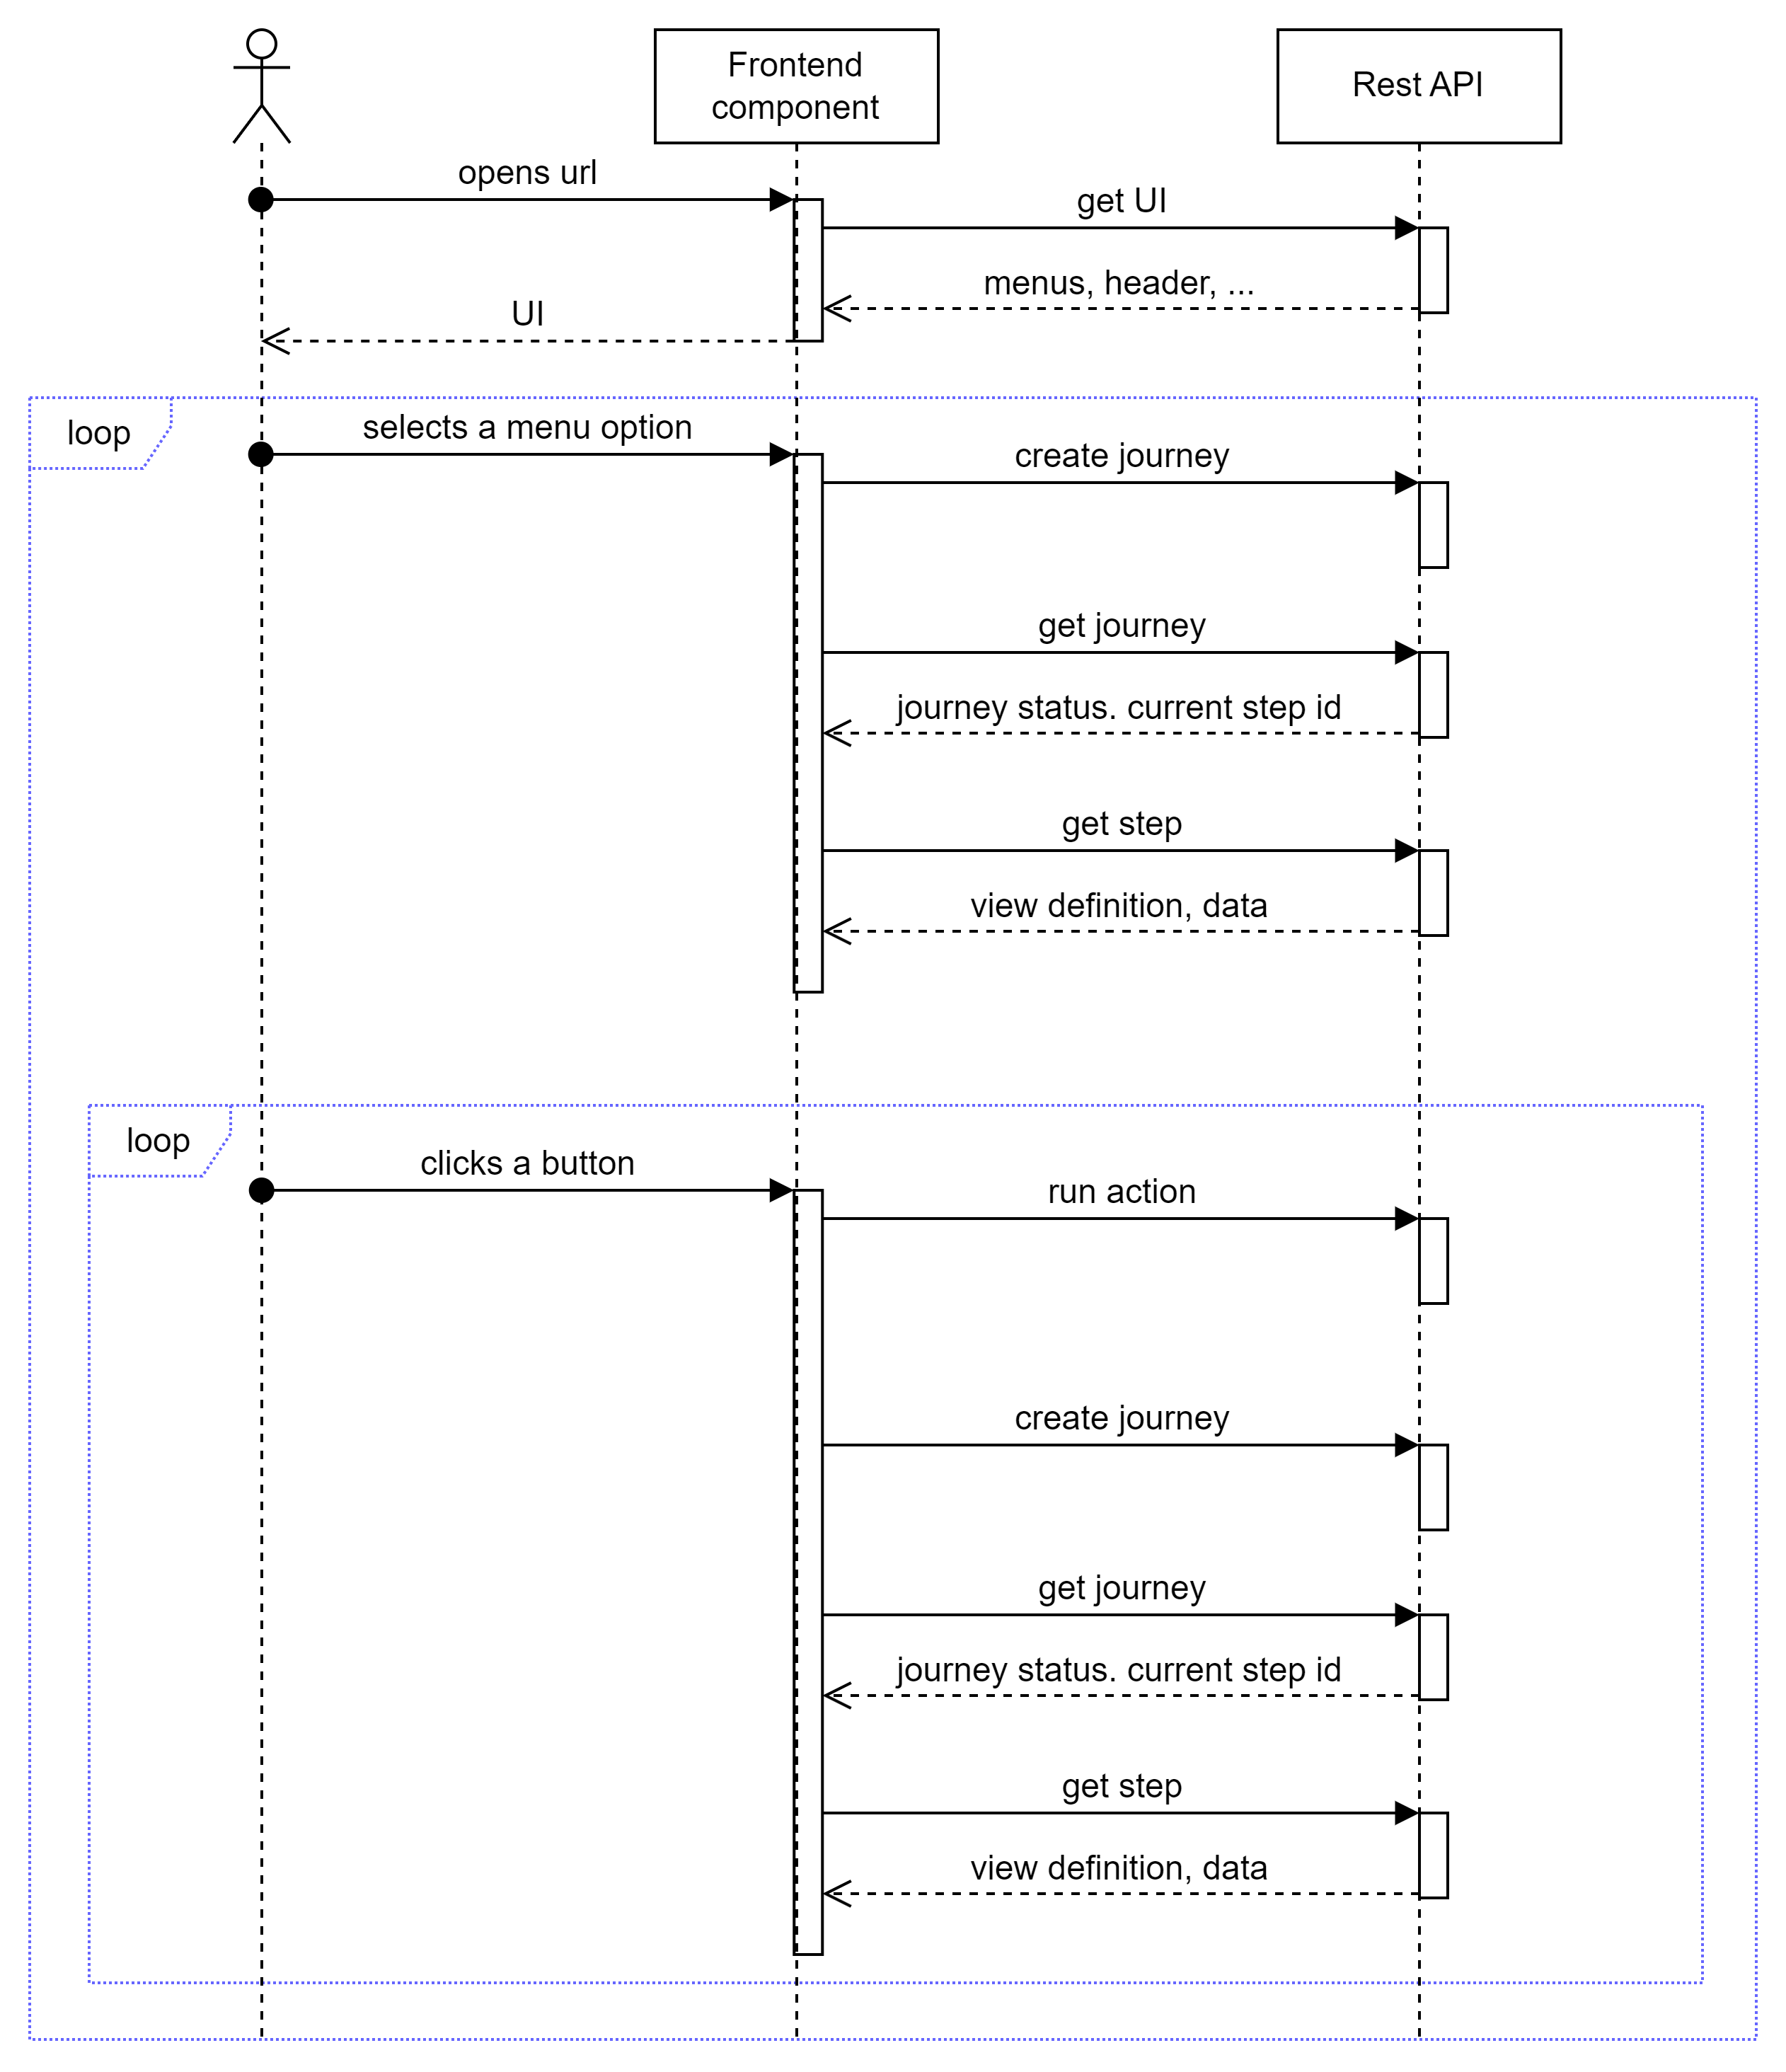 Frontend
component
Rest API
opens url
get UI
menus, header, ...
UI
loop
selects a menu option
create journey
get journey
journey status. current step id
get step
view definition, data
loop
clicks a button
run action
create journey
get journey
journey status. current step id
get step
view definition, data